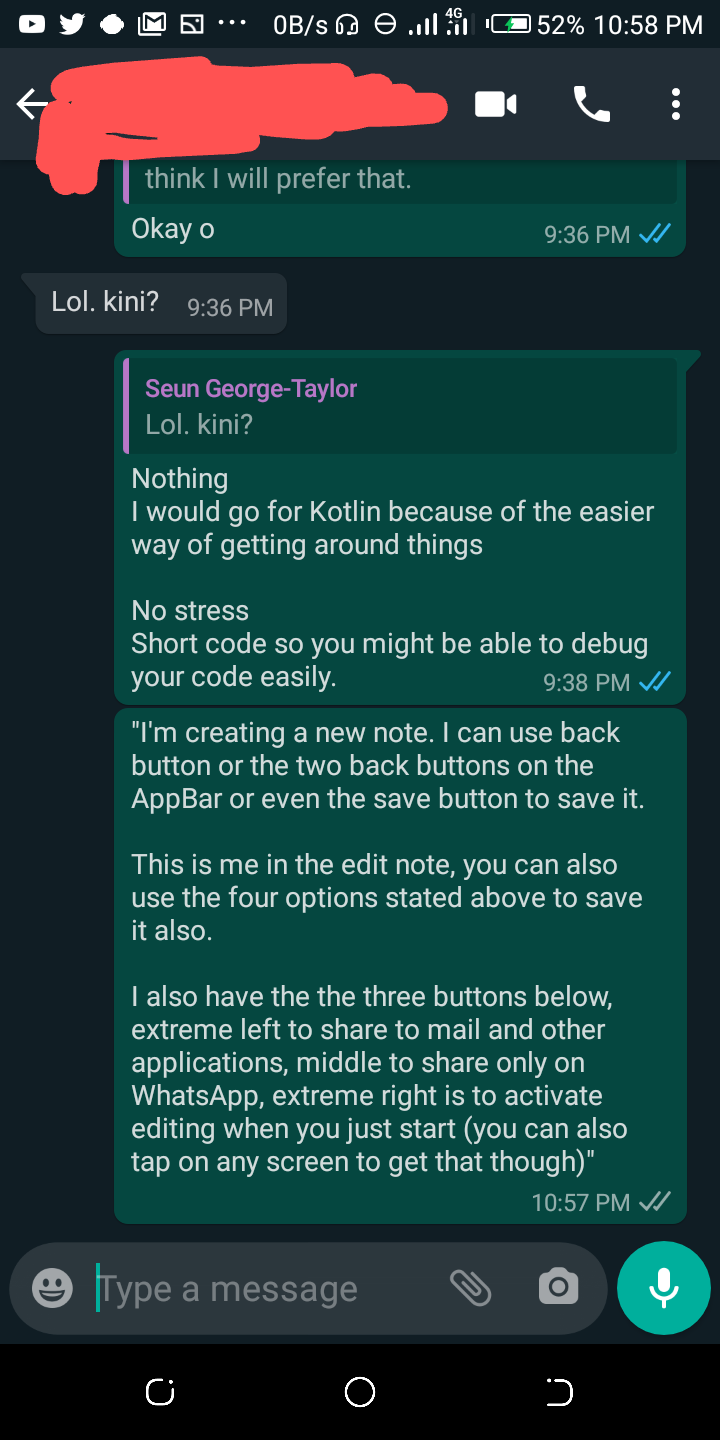 0B/s 4G 52% 10:58 PM
think I will prefer that.
Okay o
9:36 PM
Lol. kini?
9:36 PM
Seun George-Taylor
Lol. kini?
Nothing
I would go for Kotlin because of the easier
way of getting around things
No stress
Short code so you might be able to debug
your code easily.
9:38 PM
"I'm creating a new note. I can use back
button or the two back buttons on the
AppBar or even the save button to save it.
This is me in the edit note, you can also
use the four options stated above to save
it also.
I also have the the three buttons below,
extreme left to share to mail and other
applications, middle to share only on
WhatsApp, extreme right is to activate
editing when you just start (you can also
tap on any screen to get that though)"
10:57 PM
Type a message